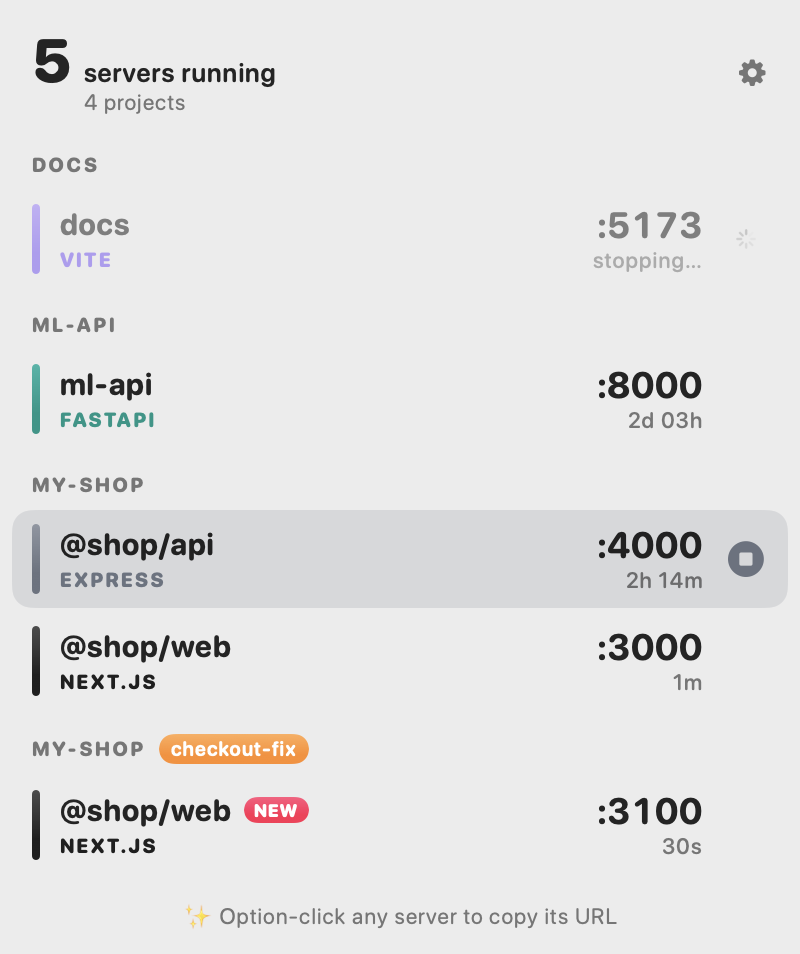 5 servers running
4 projects
DOCS
docs :5173
VITE stopping...
ML-API
ml-api :8000
FASTAPI 2d 03h
MY-SHOP
@shop/api :4000
EXPRESS 2h 14m
@shop/web :3000
NEXT.JS 1m
MY-SHOP checkout-fix
@shop/web NEW :3100
NEXT.JS 30s
✨ Option-click any server to copy its URL